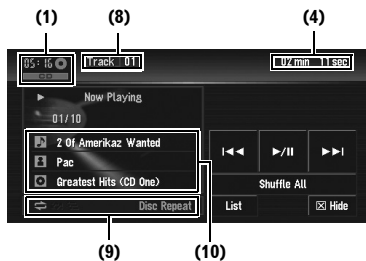 (1)
(8)
(4)
05:16
CD
Track 01
02 min 11 sec
Now Playing
01/10
2 Of Amerikaz Wanted
Pac
Greatest Hits (CD One)
Shuffle All
Disc Repeat
List
Hide
(9)
(10)